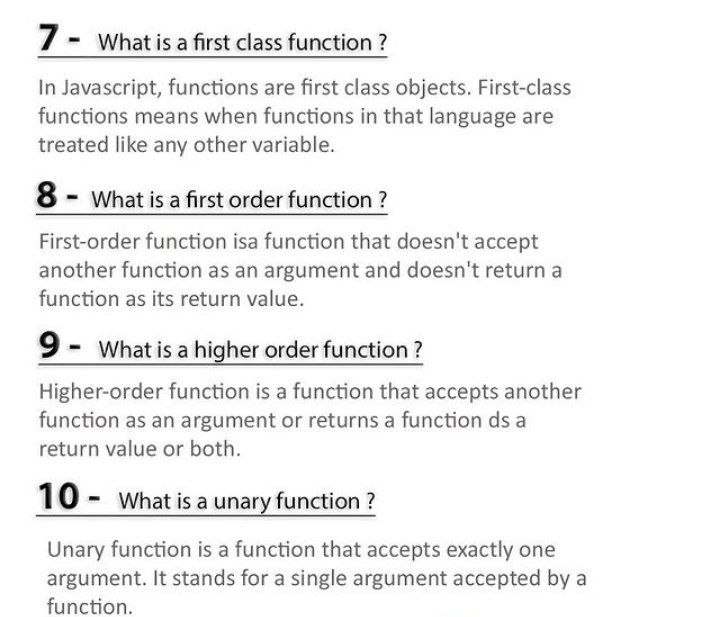 7 - What is a first class function ?
In Javascript, functions are first class objects. First-class
functions means when functions in that language are
treated like any other variable.
8 - What is a first order function ?
First-order function isa function that doesn't accept
another function as an argument and doesn't return a
function as its return value.
9 - What is a higher order function ?
Higher-order function is a function that accepts another
function as an argument or returns a function ds a
return value or both.
10 - What is a unary function ?
Unary function is a function that accepts exactly one
argument. It stands for a single argument accepted by a
function.